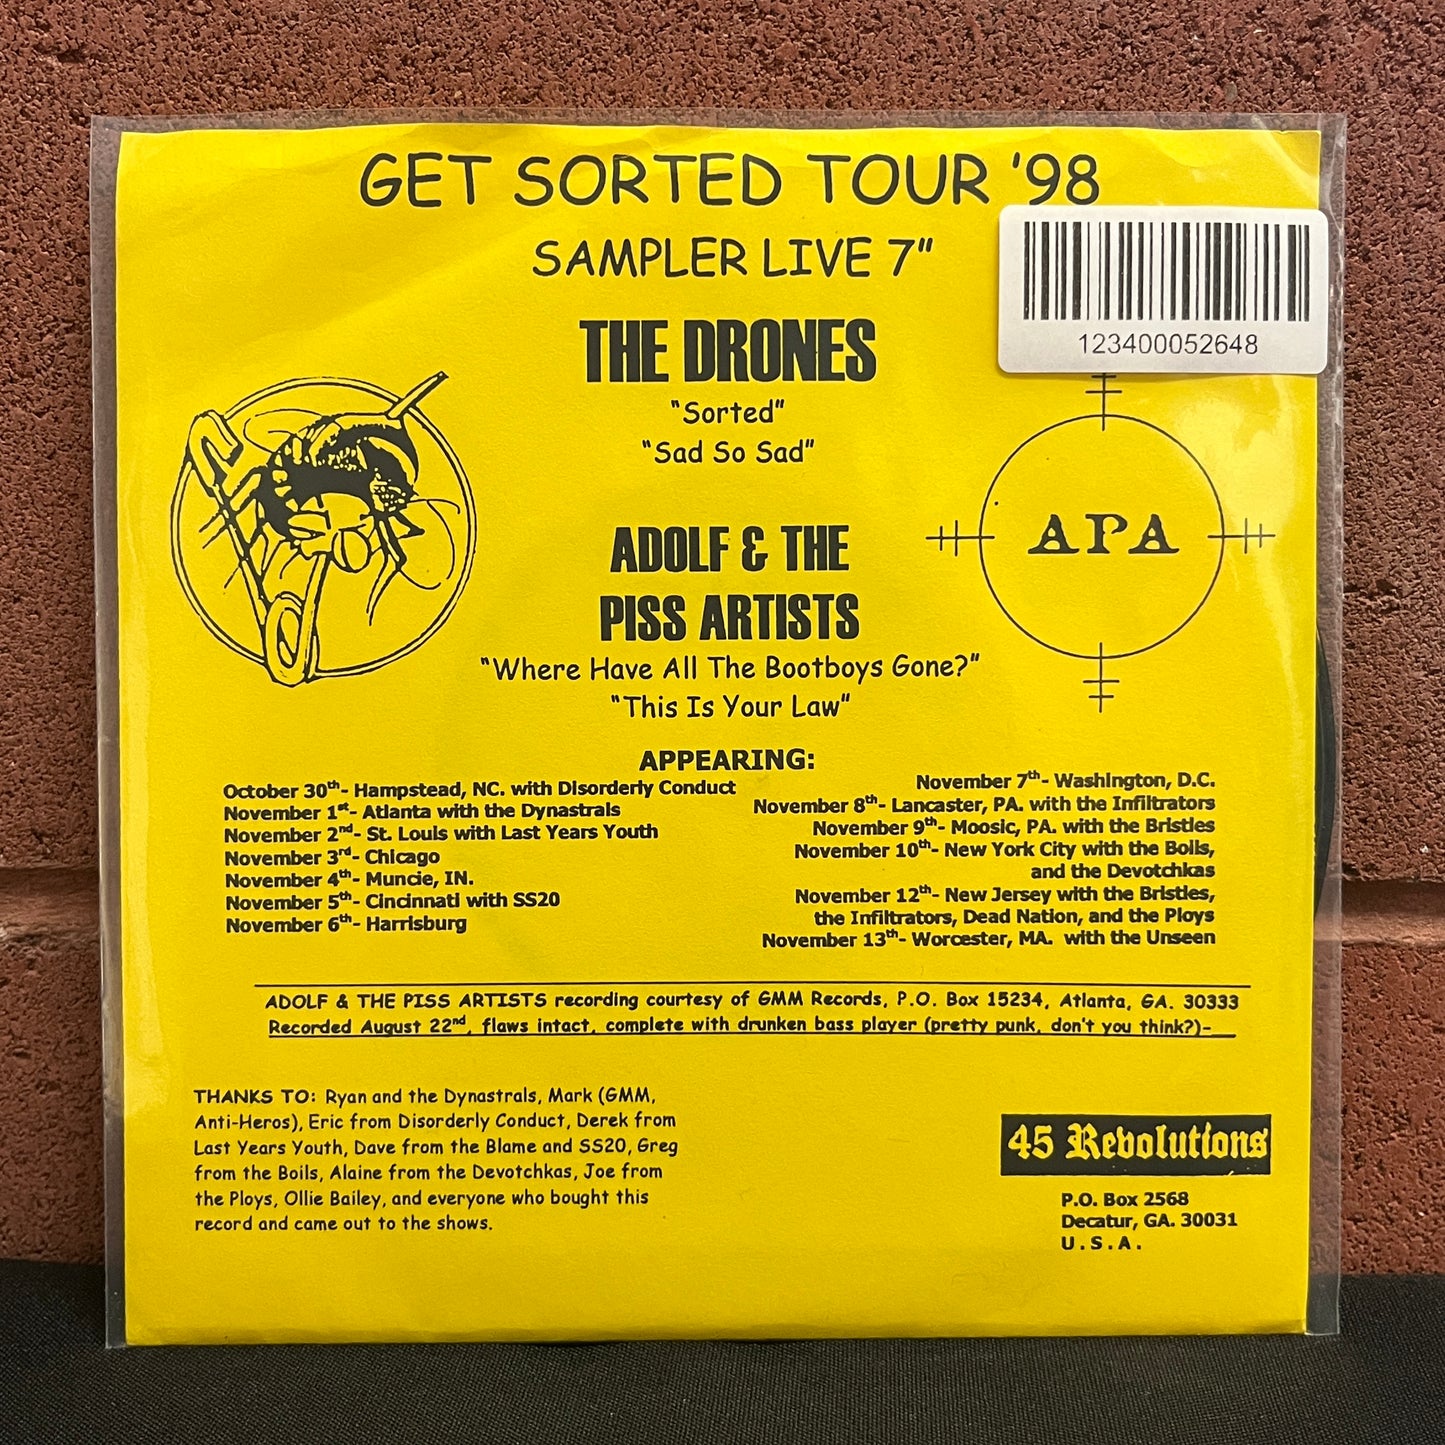 GET SORTED TOUR '98
SAMPLER LIVE 7"
123400052648
THE DRONES
"Sorted"
"Sad So Sad"
APA
ADOLF & THE
PISS ARTISTS
"Where Have All The Bootboys Gone?"
"This Is Your Law"
APPEARING:
October 30th- Hampstead, NC. with Disorderly Conduct
November 1st- Atlanta with the Dynastrals
November 2nd- St. Louis with Last Years Youth
November 3rd- Chicago
November 4th- Muncie, IN.
November 5th- Cincinnati with SS20
November 6th- Harrisburg
November 7th- Washington, D.C.
November 8th- Lancaster, PA. with the Infiltrators
November 9th- Moosic, PA. with the Bristles
November 10th- New York City with the Boils,
and the Devotchkas
November 12th- New Jersey with the Bristles,
the Infiltrators, Dead Nation, and the Ploys
November 13th- Worcester, MA. with the Unseen
ADOLF & THE PISS ARTISTS recording courtesy of GMM Records, P.O. Box 15234, Atlanta, GA. 30333
Recorded August 22nd, flaws intact, complete with drunken bass player (pretty punk, don't you think?)-
THANKS TO: Ryan and the Dynastrals, Mark (GMM,
Anti-Heros), Eric from Disorderly Conduct, Derek from
Last Years Youth, Dave from the Blame and SS20, Greg
from the Boils, Alaine from the Devotchkas, Joe from
the Ploys, Ollie Bailey, and everyone who bought this
record and came out to the shows.
45 Revolutions
P.O. Box 2568
Decatur, GA. 30031
U.S.A.